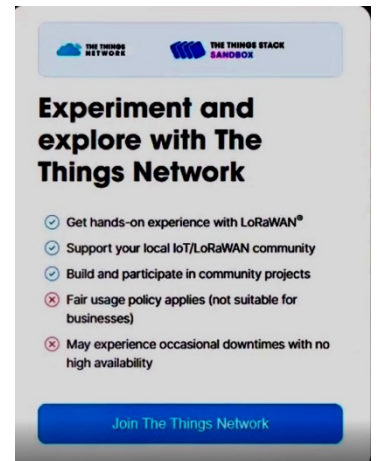 THE THINGS
NETWORK
THE THINGS STACK
SANDBOX
Experiment and
explore with The
Things Network
Get hands-on experience with LoRaWAN®
Support your local IoT/LoRaWAN community
Build and participate in community projects
Fair usage policy applies (not suitable for
businesses)
May experience occasional downtimes with no
high availability
Join The Things Network